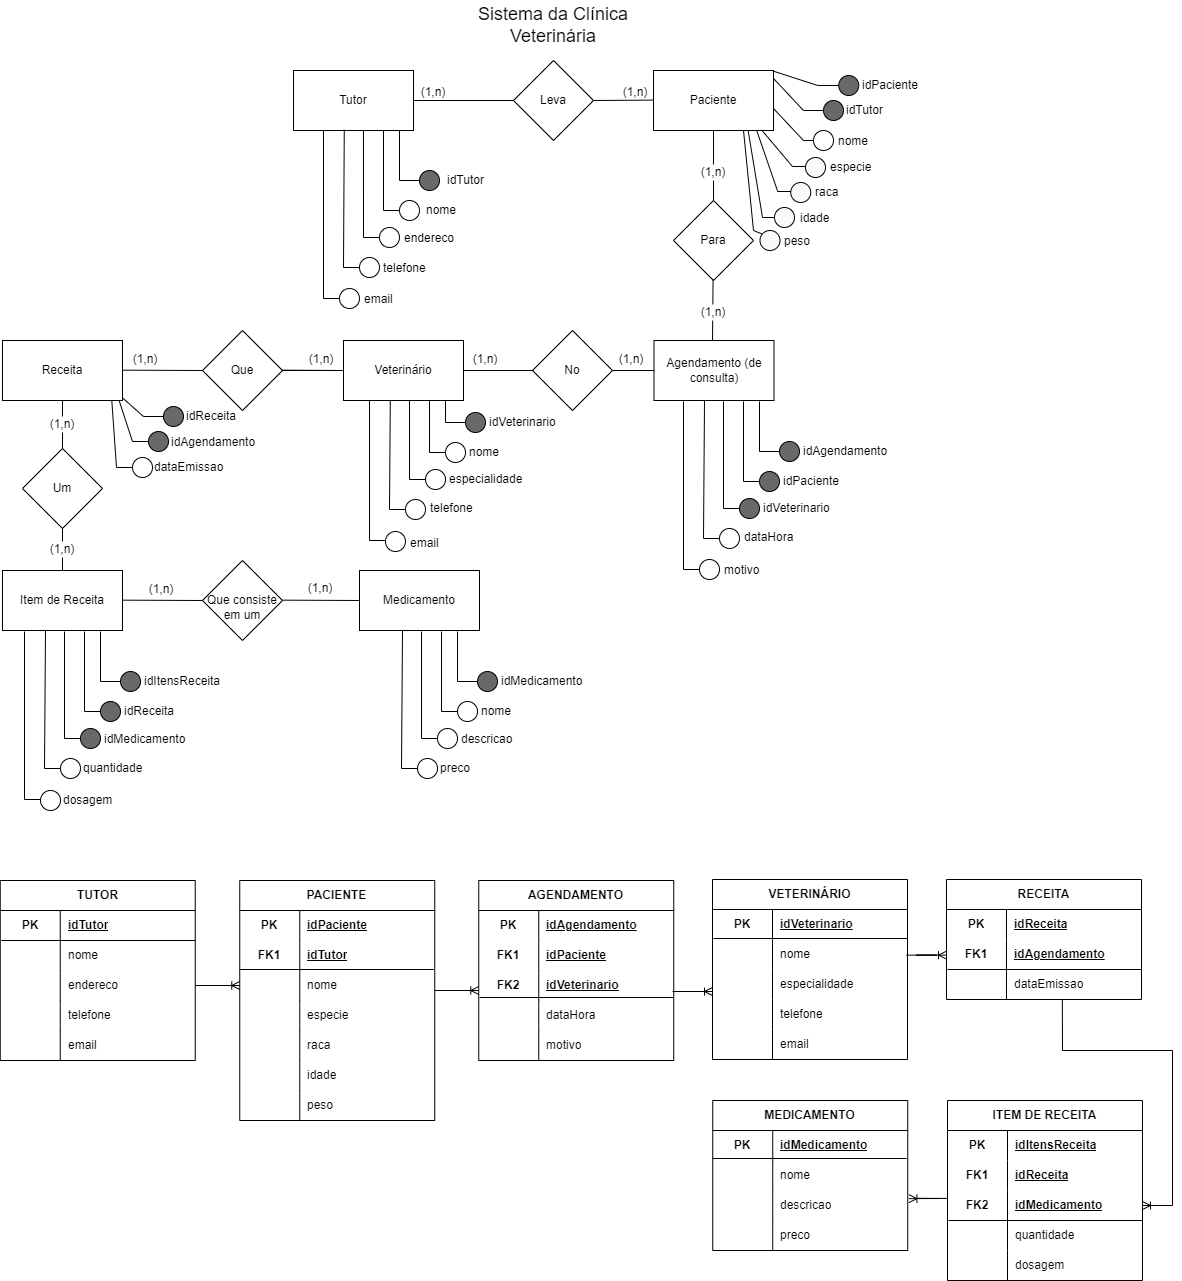 Sistema da Clínica
Veterinária
Tutor
(1,n)
Leva
(1,n)
Paciente
idPaciente
idTutor
nome
especie
raca
idade
peso
idTutor
nome
endereco
telefone
email
(1,n)
Para
(1,n)
Receita
(1,n)
Que
(1,n)
Veterinário
(1,n)
No
(1,n)
Agendamento (de
consulta)
idReceita
idAgendamento
dataEmissao
idVeterinario
nome
especialidade
telefone
email
idAgendamento
idPaciente
idVeterinario
dataHora
motivo
(1,n)
Um
(1,n)
Item de Receita
(1,n)
Que consiste
em um
(1,n)
Medicamento
idItensReceita
idReceita
idMedicamento
quantidade
dosagem
idMedicamento
nome
descricao
preco
TUTOR
PK idTutor
nome
endereco
telefone
email
PACIENTE
PK idPaciente
FK1 idTutor
nome
especie
raca
idade
peso
AGENDAMENTO
PK idAgendamento
FK1 idPaciente
FK2 idVeterinario
dataHora
motivo
VETERINÁRIO
PK idVeterinario
nome
especialidade
telefone
email
RECEITA
PK idReceita
FK1 idAgendamento
dataEmissao
MEDICAMENTO
PK idMedicamento
nome
descricao
preco
ITEM DE RECEITA
PK idItensReceita
FK1 idReceita
FK2 idMedicamento
quantidade
dosagem